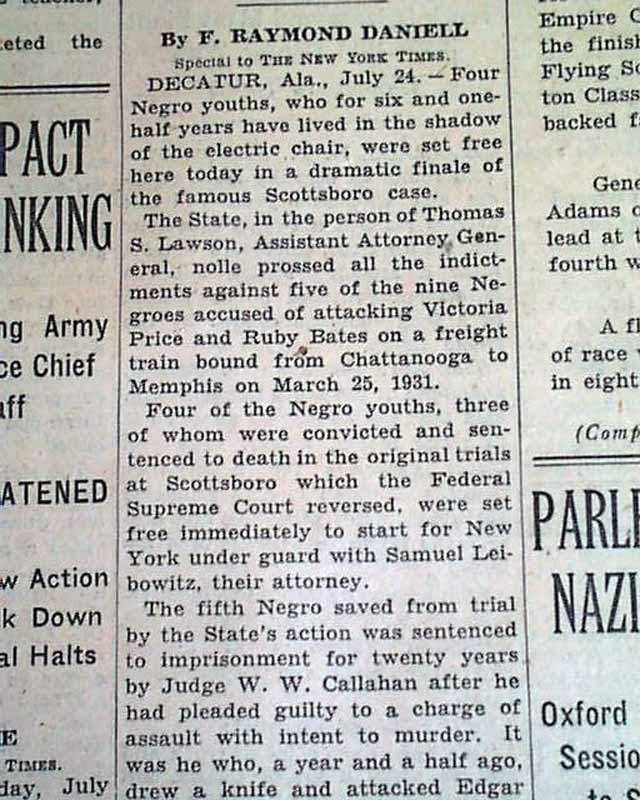 eted the
PACT
NKING
ng Army
ce Chief
aff
ATENED
w Action
k Down
al Halts
E
TIMES.
day, July
By F. RAYMOND DANIELL
Special to THE NEW YORK TIMES.
DECATUR, Ala., July 24. — Four
Negro youths, who for six and one-
half years have lived in the shadow
of the electric chair, were set free
here today in a dramatic finale of
the famous Scottsboro case.
The State, in the person of Thomas
S. Lawson, Assistant Attorney Gen-
eral, nolle prossed all the indict-
ments against five of the nine Ne-
groes accused of attacking Victoria
Price and Ruby Bates on a freight
train bound from Chattanooga to
Memphis on March 25, 1931.
Four of the Negro youths, three
of whom were convicted and sen-
tenced to death in the original trials
at Scottsboro which the Federal
Supreme Court reversed, were set
free immediately to start for New
York under guard with Samuel Lei-
bowitz, their attorney.
The fifth Negro saved from trial
by the State's action was sentenced
to imprisonment for twenty years
by Judge W. W. Callahan after he
had pleaded guilty to a charge of
assault with intent to murder. It
was he who, a year and a half ago,
drew a knife and attacked Edgar
Empire C
the finish
Flying Sc
ton Class
backed f
Gene
Adams o
lead at t
fourth w
A fl
of race
in eight
(Comp
PARLE
NAZI
Oxford
Sessio
to S